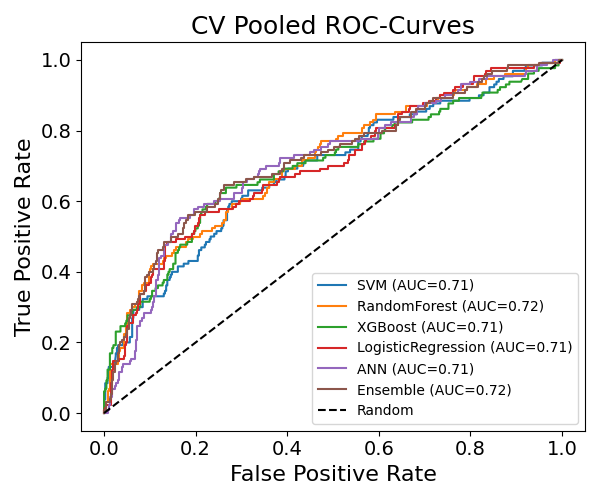 CV Pooled ROC-Curves
True Positive Rate
1.0
0.8
0.6
0.4
0.2
0.0
SVM (AUC=0.71)
RandomForest (AUC=0.72)
XGBoost (AUC=0.71)
LogisticRegression (AUC=0.71)
ANN (AUC=0.71)
Ensemble (AUC=0.72)
Random
0.0 0.2 0.4 0.6 0.8 1.0
False Positive Rate